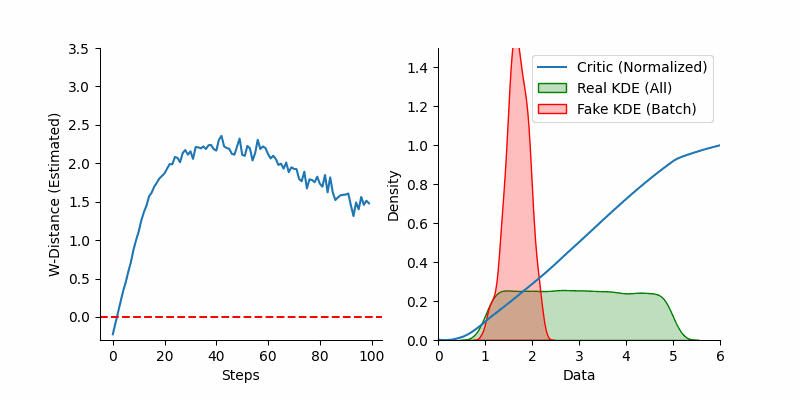 3.5
3.0
2.5
2.0
1.5
1.0
0.5
0.0
W-Distance (Estimated)
0 20 40 60 80 100
Steps
1.4
1.2
1.0
0.8
0.6
0.4
0.2
0.0
Density
Critic (Normalized)
Real KDE (All)
Fake KDE (Batch)
0 1 2 3 4 5 6
Data